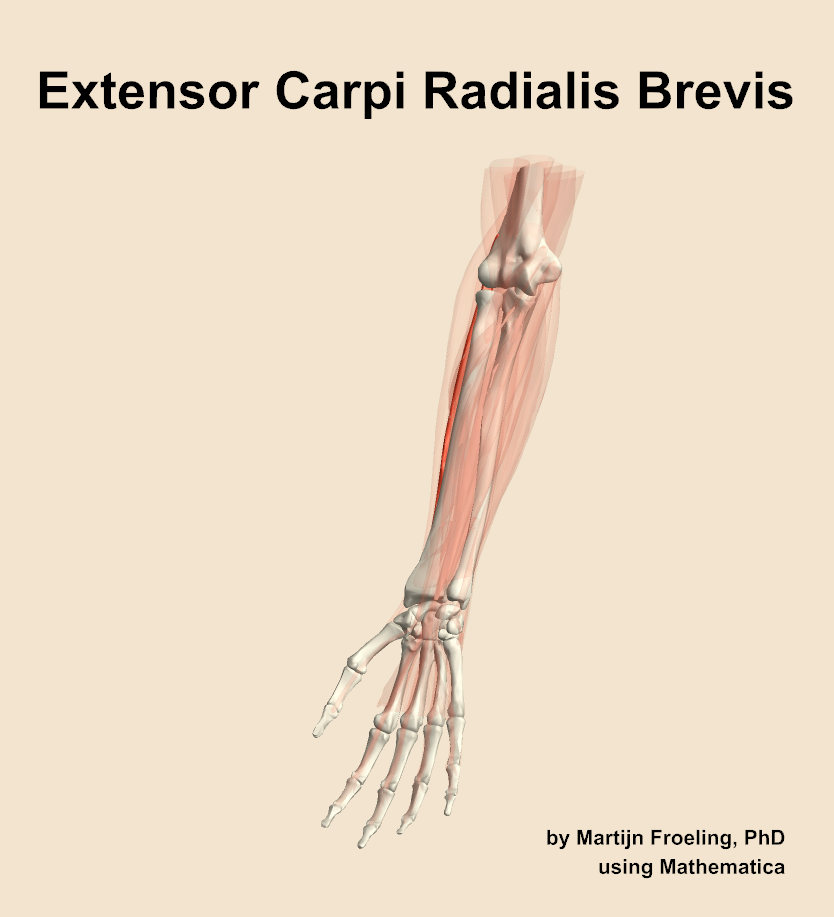 Extensor Carpi Radialis Brevis
by Martijn Froeling, PhD
using Mathematica